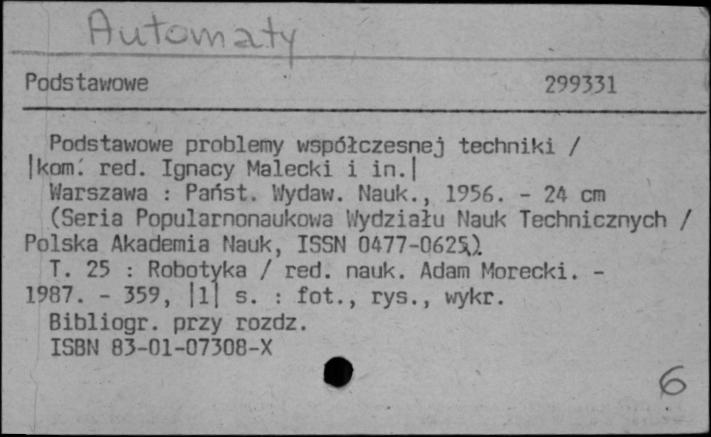 Automaty
Podstawowe 299331
Podstawowe problemy współczesnej techniki /
|kom. red. Ignacy Malecki i in.|
Warszawa : Państ. Wydaw. Nauk., 1956. - 24 cm
(Seria Popularnonaukowa Wydziału Nauk Technicznych /
Polska Akademia Nauk, ISSN 0477-0625).
T. 25 : Robotyka / red. nauk. Adam Morecki. -
1987. - 359, |1| s. : fot., rys., wykr.
Bibliogr. przy rozdz.
ISBN 83-01-07308-X
6